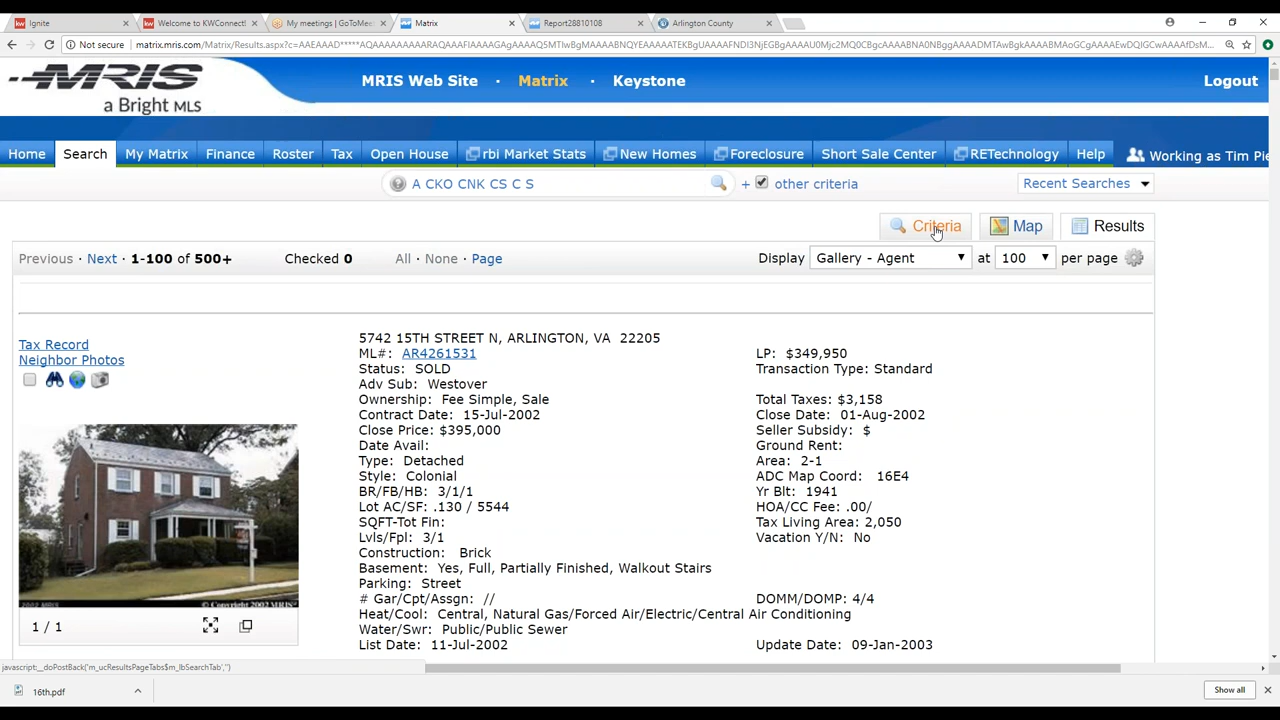 Ignite
Welcome to KWConnect!
My meetings | GoToMee
Matrix
Report28810108
Arlington County
Not secure
MRIS
a Bright MLS
MRIS Web Site · Matrix · Keystone
Logout
Home
Search
My Matrix
Finance
Roster
Tax
Open House
rbi Market Stats
New Homes
Foreclosure
Short Sale Center
RETechnology
Help
Working as Tim Pie
A CKO CNK CS C S
+ other criteria
Recent Searches
Criteria
Map
Results
Previous · Next · 1-100 of 500+
Checked 0
All · None · Page
Display Gallery - Agent at 100 per page
Tax Record
Neighbor Photos
5742 15TH STREET N, ARLINGTON, VA 22205
ML#: AR4261531 LP: $349,950
Status: SOLD Transaction Type: Standard
Adv Sub: Westover
Ownership: Fee Simple, Sale Total Taxes: $3,158
Contract Date: 15-Jul-2002 Close Date: 01-Aug-2002
Close Price: $395,000 Seller Subsidy: $
Date Avail: Ground Rent:
Type: Detached Area: 2-1
Style: Colonial ADC Map Coord: 16E4
BR/FB/HB: 3/1/1 Yr Blt: 1941
Lot AC/SF: .130 / 5544 HOA/CC Fee: .00/
SQFT-Tot Fin: Tax Living Area: 2,050
Lvls/Fpl: 3/1 Vacation Y/N: No
Construction: Brick
Basement: Yes, Full, Partially Finished, Walkout Stairs
Parking: Street
# Gar/Cpt/Assgn: // DOMM/DOMP: 4/4
Heat/Cool: Central, Natural Gas/Forced Air/Electric/Central Air Conditioning
Water/Swr: Public/Public Sewer
List Date: 11-Jul-2002 Update Date: 09-Jan-2003
2002 MRIS
© Copyright 2002 MRIS
1 / 1
javascript:__doPostBack('m_ucResultsPageTabs$m_lbSearchTab','')
16th.pdf
Show all